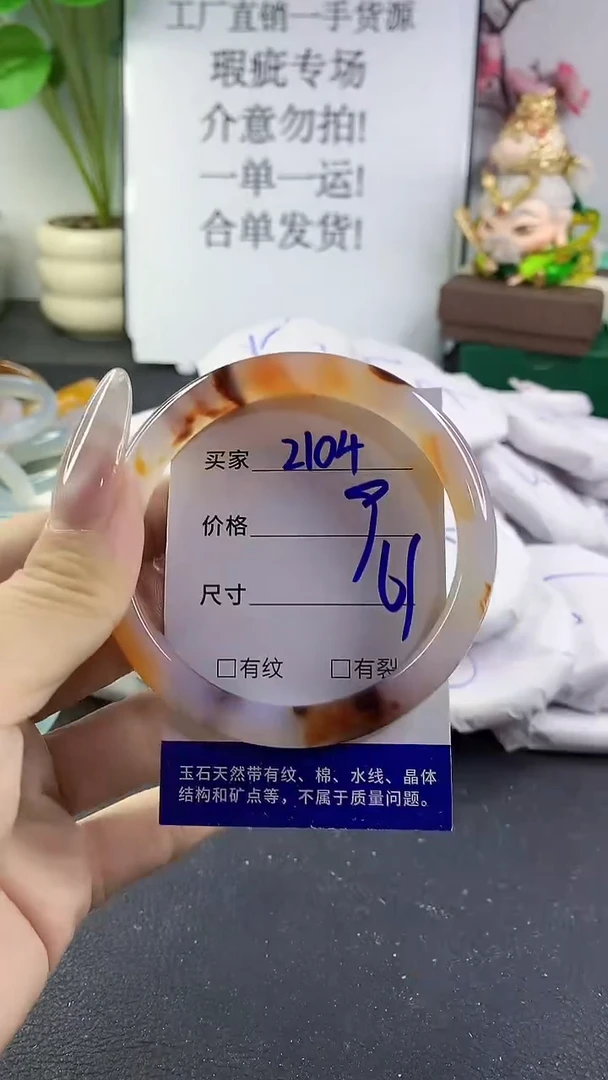 工厂直销一手货源
瑕疵专场
介意勿拍!
一单一运!
合单发货!
买家 2104
价格
尺寸 61
□有纹 □有裂
玉石天然带有纹、棉、水线、晶体
结构和矿点等，不属于质量问题。